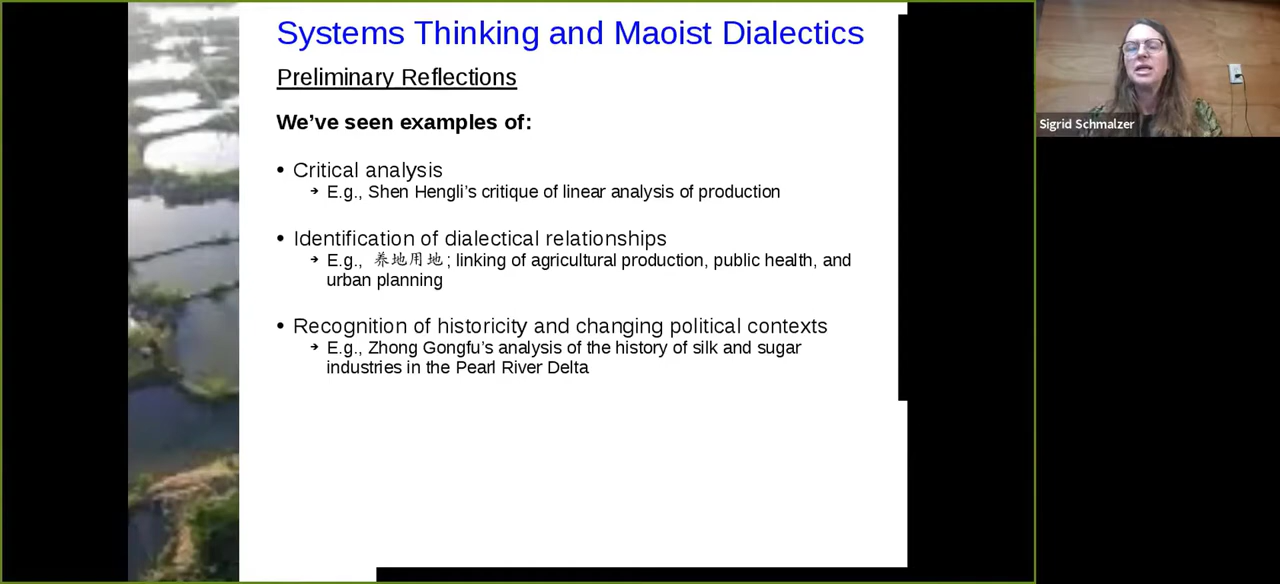 Systems Thinking and Maoist Dialectics
Preliminary Reflections
We've seen examples of:
• Critical analysis
➔ E.g., Shen Hengli's critique of linear analysis of production
• Identification of dialectical relationships
➔ E.g., 养地用地; linking of agricultural production, public health, and
urban planning
• Recognition of historicity and changing political contexts
➔ E.g., Zhong Gongfu's analysis of the history of silk and sugar
industries in the Pearl River Delta
Sigrid Schmalzer